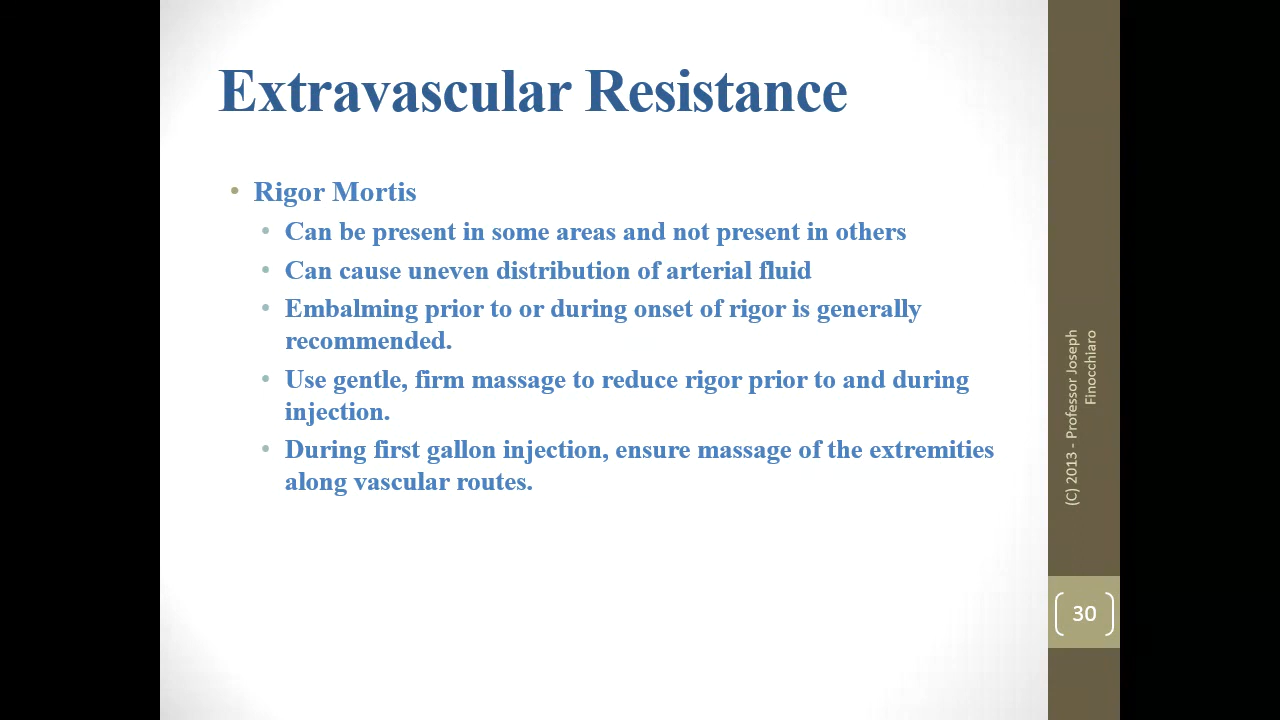 Extravascular Resistance
• Rigor Mortis
• Can be present in some areas and not present in others
• Can cause uneven distribution of arterial fluid
• Embalming prior to or during onset of rigor is generally
recommended.
• Use gentle, firm massage to reduce rigor prior to and during
injection.
• During first gallon injection, ensure massage of the extremities
along vascular routes.
(C) 2013 - Professor Joseph
Finocchiaro
30